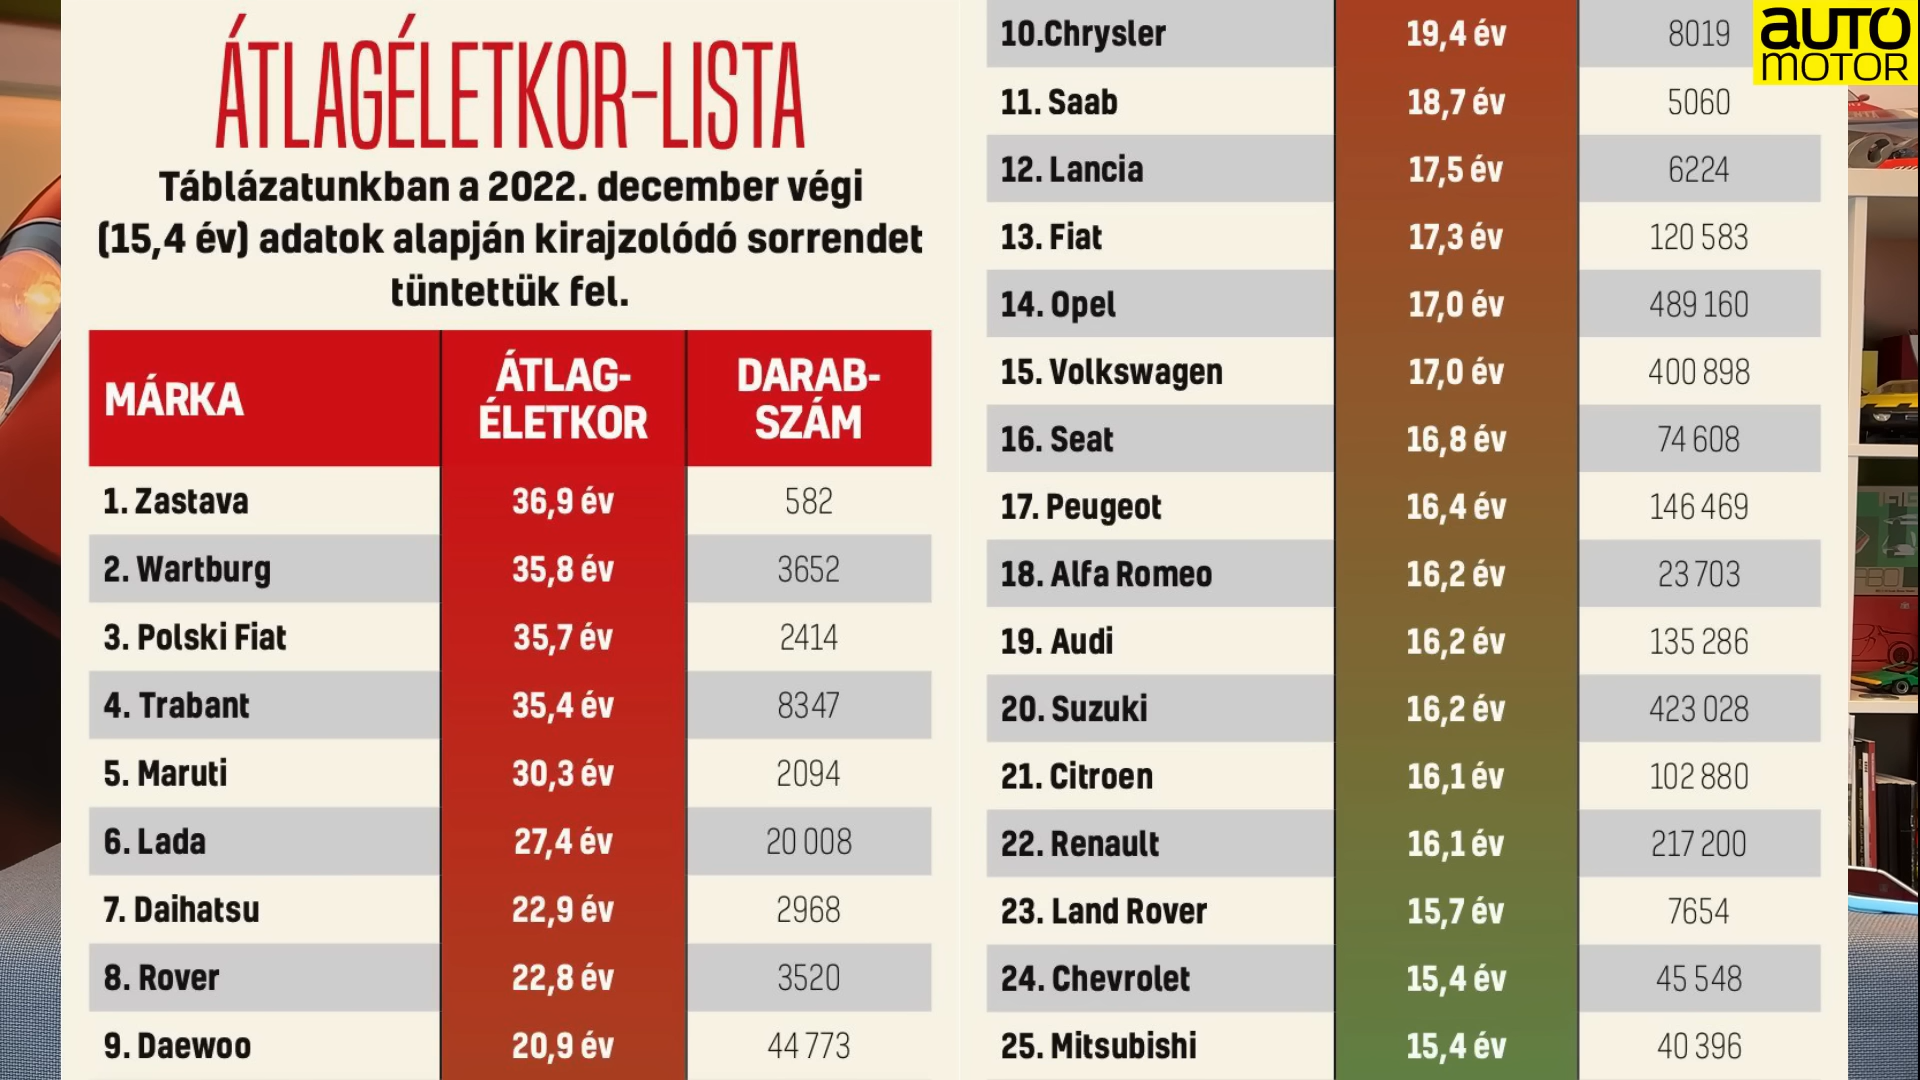 ÁTLAGÉLETKOR-LISTA
Táblázatunkban a 2022. december végi
(15,4 év) adatok alapján kirajzolódó sorrendet
tüntettük fel.
MÁRKA ÁTLAG- DARAB-
ÉLETKOR SZÁM
1. Zastava 36,9 év 582
2. Wartburg 35,8 év 3652
3. Polski Fiat 35,7 év 2414
4. Trabant 35,4 év 8347
5. Maruti 30,3 év 2094
6. Lada 27,4 év 20 008
7. Daihatsu 22,9 év 2968
8. Rover 22,8 év 3520
9. Daewoo 20,9 év 44 773
10.Chrysler 19,4 év 8019
11. Saab 18,7 év 5060
12. Lancia 17,5 év 6224
13. Fiat 17,3 év 120 583
14. Opel 17,0 év 489 160
15. Volkswagen 17,0 év 400 898
16. Seat 16,8 év 74 608
17. Peugeot 16,4 év 146 469
18. Alfa Romeo 16,2 év 23 703
19. Audi 16,2 év 135 286
20. Suzuki 16,2 év 423 028
21. Citroen 16,1 év 102 880
22. Renault 16,1 év 217 200
23. Land Rover 15,7 év 7654
24. Chevrolet 15,4 év 45 548
25. Mitsubishi 15,4 év 40 396
AUTÓ
MOTOR